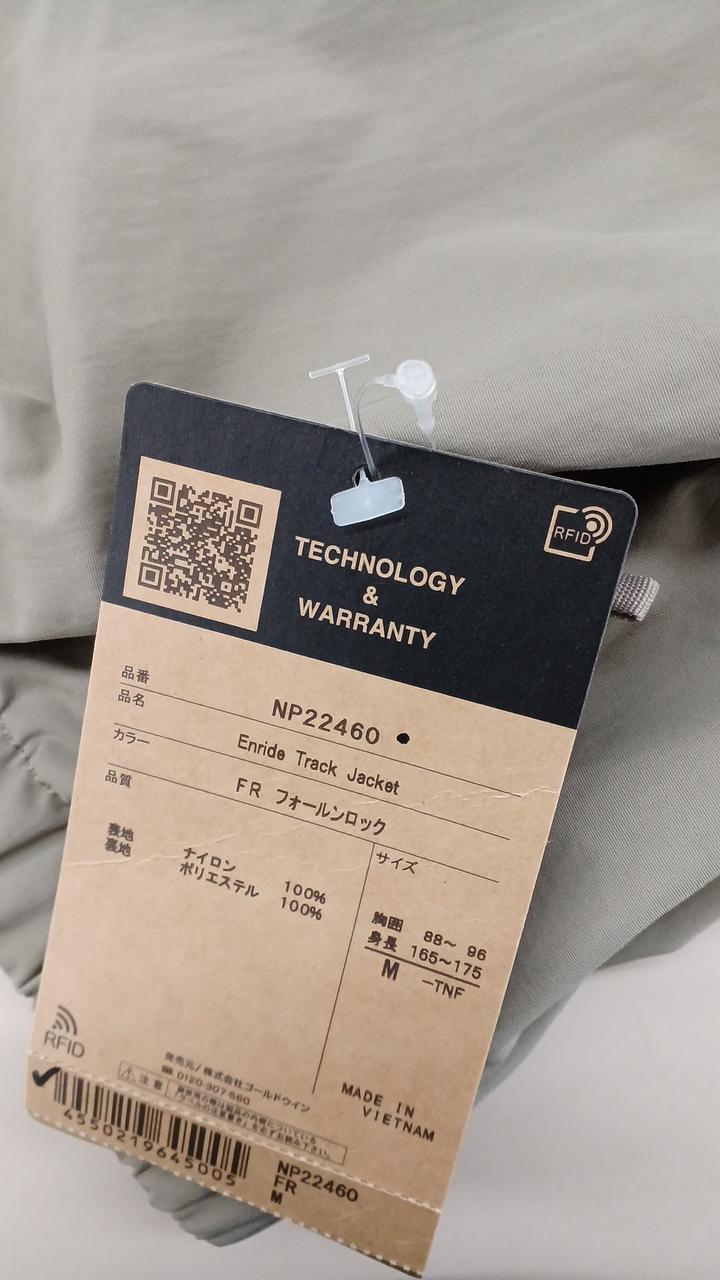 RFID
TECHNOLOGY
&
WARRANTY
品番 NP22460
品名 Enride Track Jacket
カラー FR フォールンロック
品質
サイズ
表地 ナイロン 100%
裏地 ポリエステル 100%
胸囲 88~ 96
身長 165~175
M -TNF
RFID
発売元/株式会社ゴールドウイン
0120-307-560
注意
MADE IN
VIETNAM
4550219645005
NP22460
FR
M